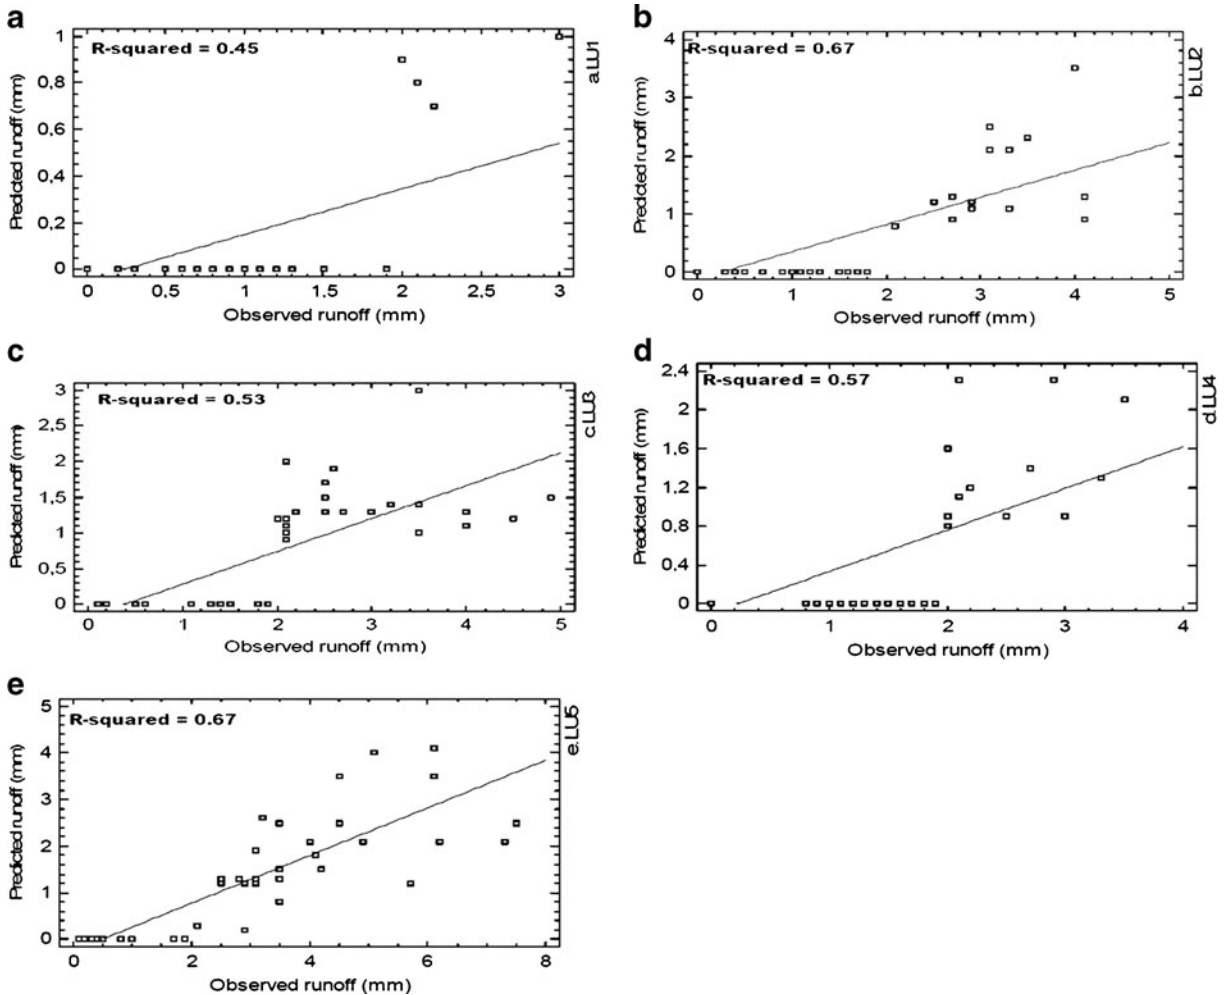 a
R-squared = 0.45
a.LU1
Predicted runoff (mm)
1
0,8
0,6
0,4
0,2
0
0 0.5 1 1.5 2 2.5 3
Observed runoff (mm)
b
R-squared = 0.67
b.LU2
Predicted runoff (mm)
4
3
2
1
0
0 1 2 3 4 5
Observed runoff (mm)
c
R-squared = 0.53
c.LU3
Predicted runoff (mm)
3
2,5
2
1,5
1
0,5
0
0 1 2 3 4 5
Observed runoff (mm)
d
R-squared = 0.57
d.LU4
Predicted runoff (mm)
2.4
2
1.6
1.2
0.8
0.4
0
0 1 2 3 4
Observed runoff (mm)
e
R-squared = 0.67
e.LU5
Predicted runoff (mm)
5
4
3
2
1
0
0 2 4 6 8
Observed runoff (mm)